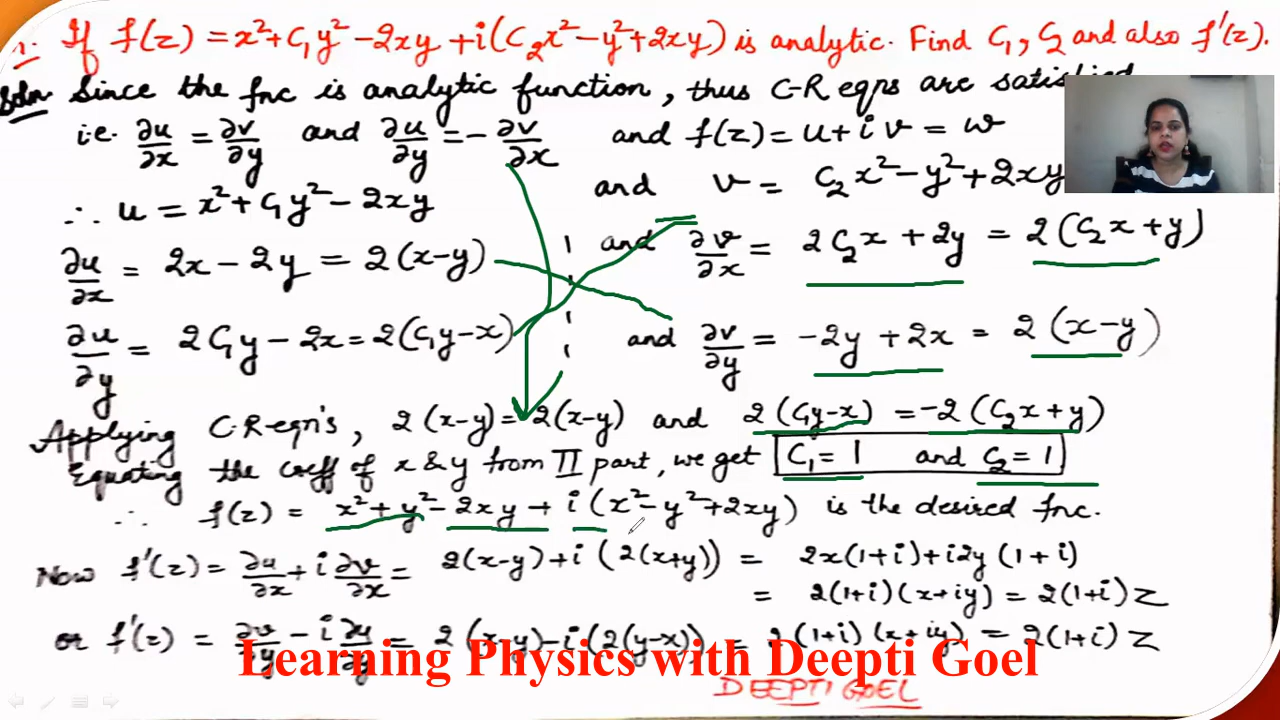 1. If f(z) = x² + C₁y² - 2xy + i(C₂x² - y² + 2xy) is analytic. Find C₁, C₂ and also f'(z).
Soln. Since the fnc is analytic function, thus C-R eqns are satisfied
i.e. ∂u/∂x = ∂v/∂y and ∂u/∂y = -∂v/∂x and f(z) = u + iv = w
∴ u = x² + C₁y² - 2xy and v = C₂x² - y² + 2xy
∂u/∂x = 2x - 2y = 2(x-y) and ∂v/∂x = 2C₂x + 2y = 2(C₂x + y)
∂u/∂y = 2C₁y - 2x = 2(C₁y - x) and ∂v/∂y = -2y + 2x = 2(x-y)
Applying C-R-eqn's, 2(x-y) = 2(x-y) and 2(C₁y-x) = -2(C₂x+y)
Equating the coeff of x & y from II part, we get C₁ = 1 and C₂ = 1
∴ f(z) = x² + y² - 2xy + i(x² - y² + 2xy) is the desired fnc.
Now f'(z) = ∂u/∂x + i ∂v/∂x = 2(x-y) + i(2(x+y)) = 2x(1+i) + i2y(1+i)
= 2(1+i)(x+iy) = 2(1+i)z
or f'(z) = ∂v/∂y - i ∂u/∂y = 2(x-y) - i(2(y-x)) = 2(1+i)(x+iy) = 2(1+i)z
Learning Physics with Deepti Goel
DEEPTI GOEL